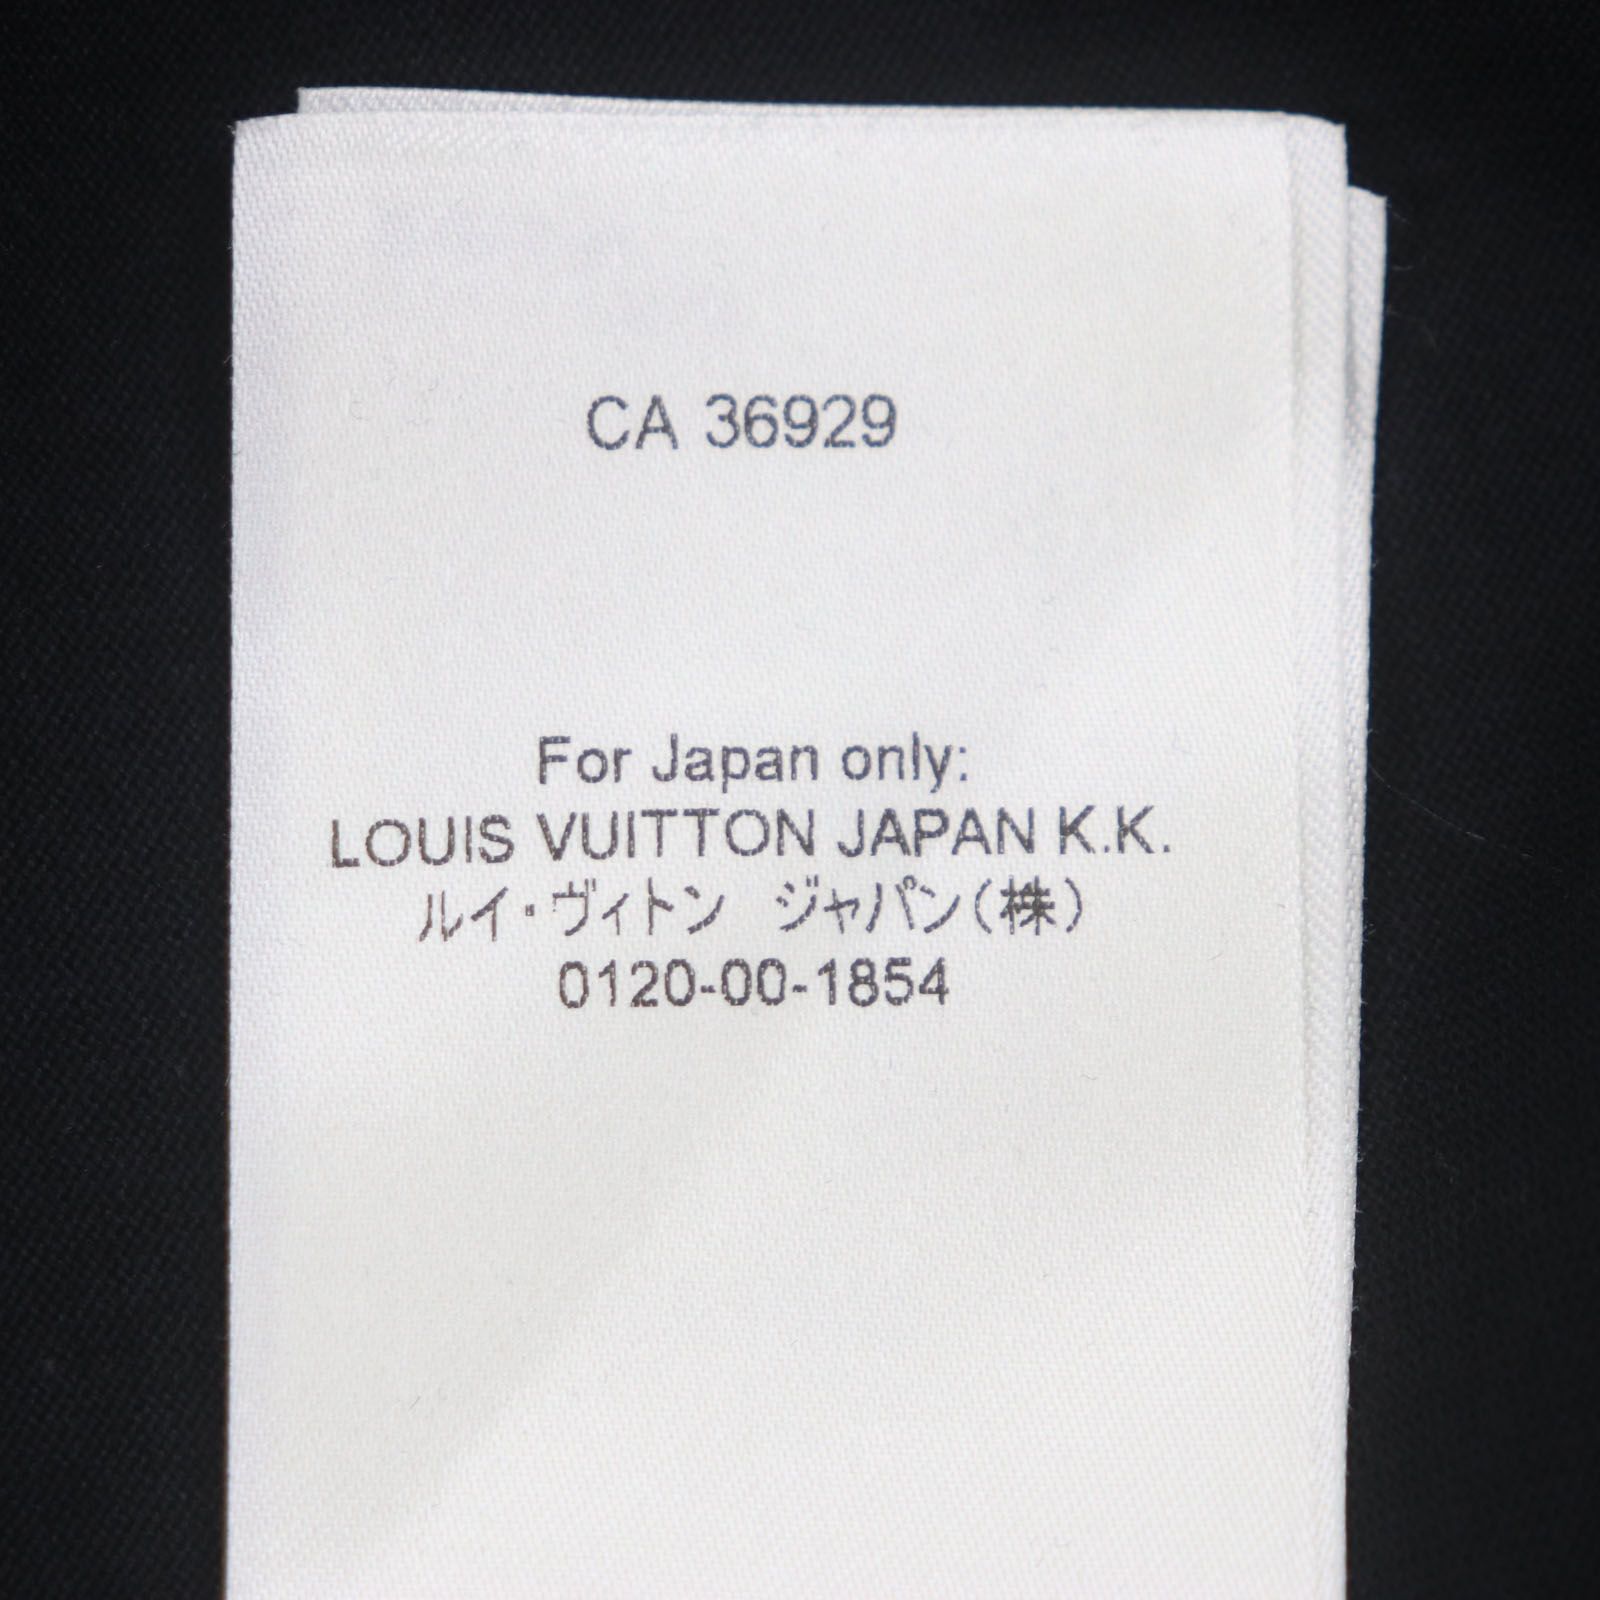 CA 36929
For Japan only:
LOUIS VUITTON JAPAN K.K.
ルイ・ヴィトン ジャパン(株)
0120-00-1854